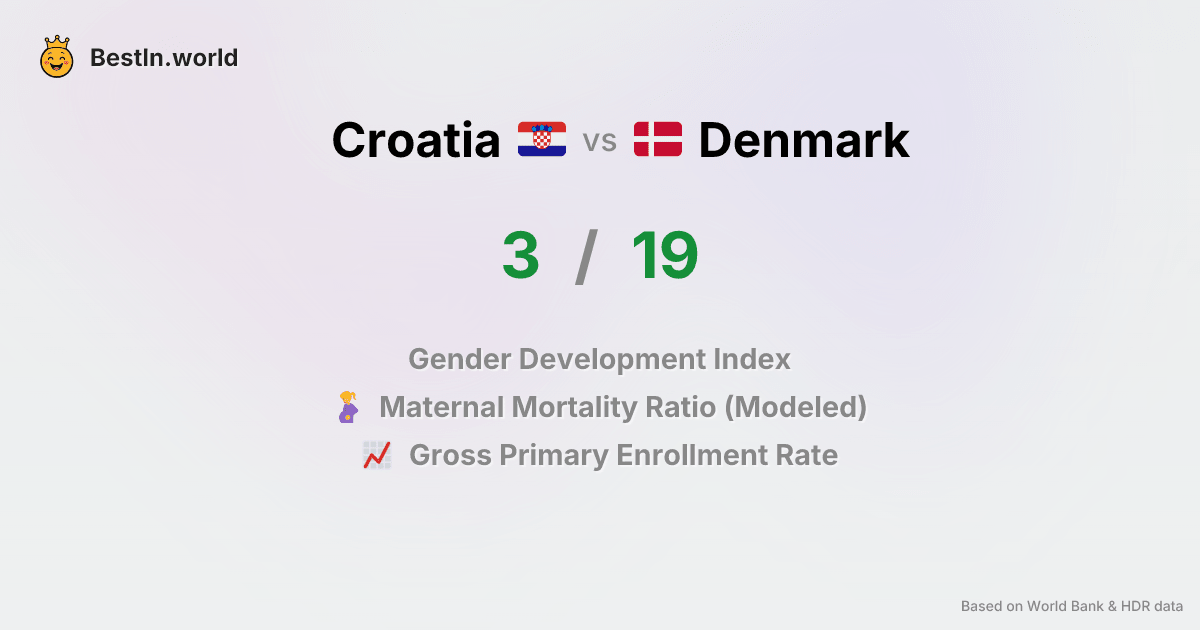 BestIn.world
Croatia vs Denmark
3 / 19
Gender Development Index
Maternal Mortality Ratio (Modeled)
Gross Primary Enrollment Rate
Based on World Bank & HDR data